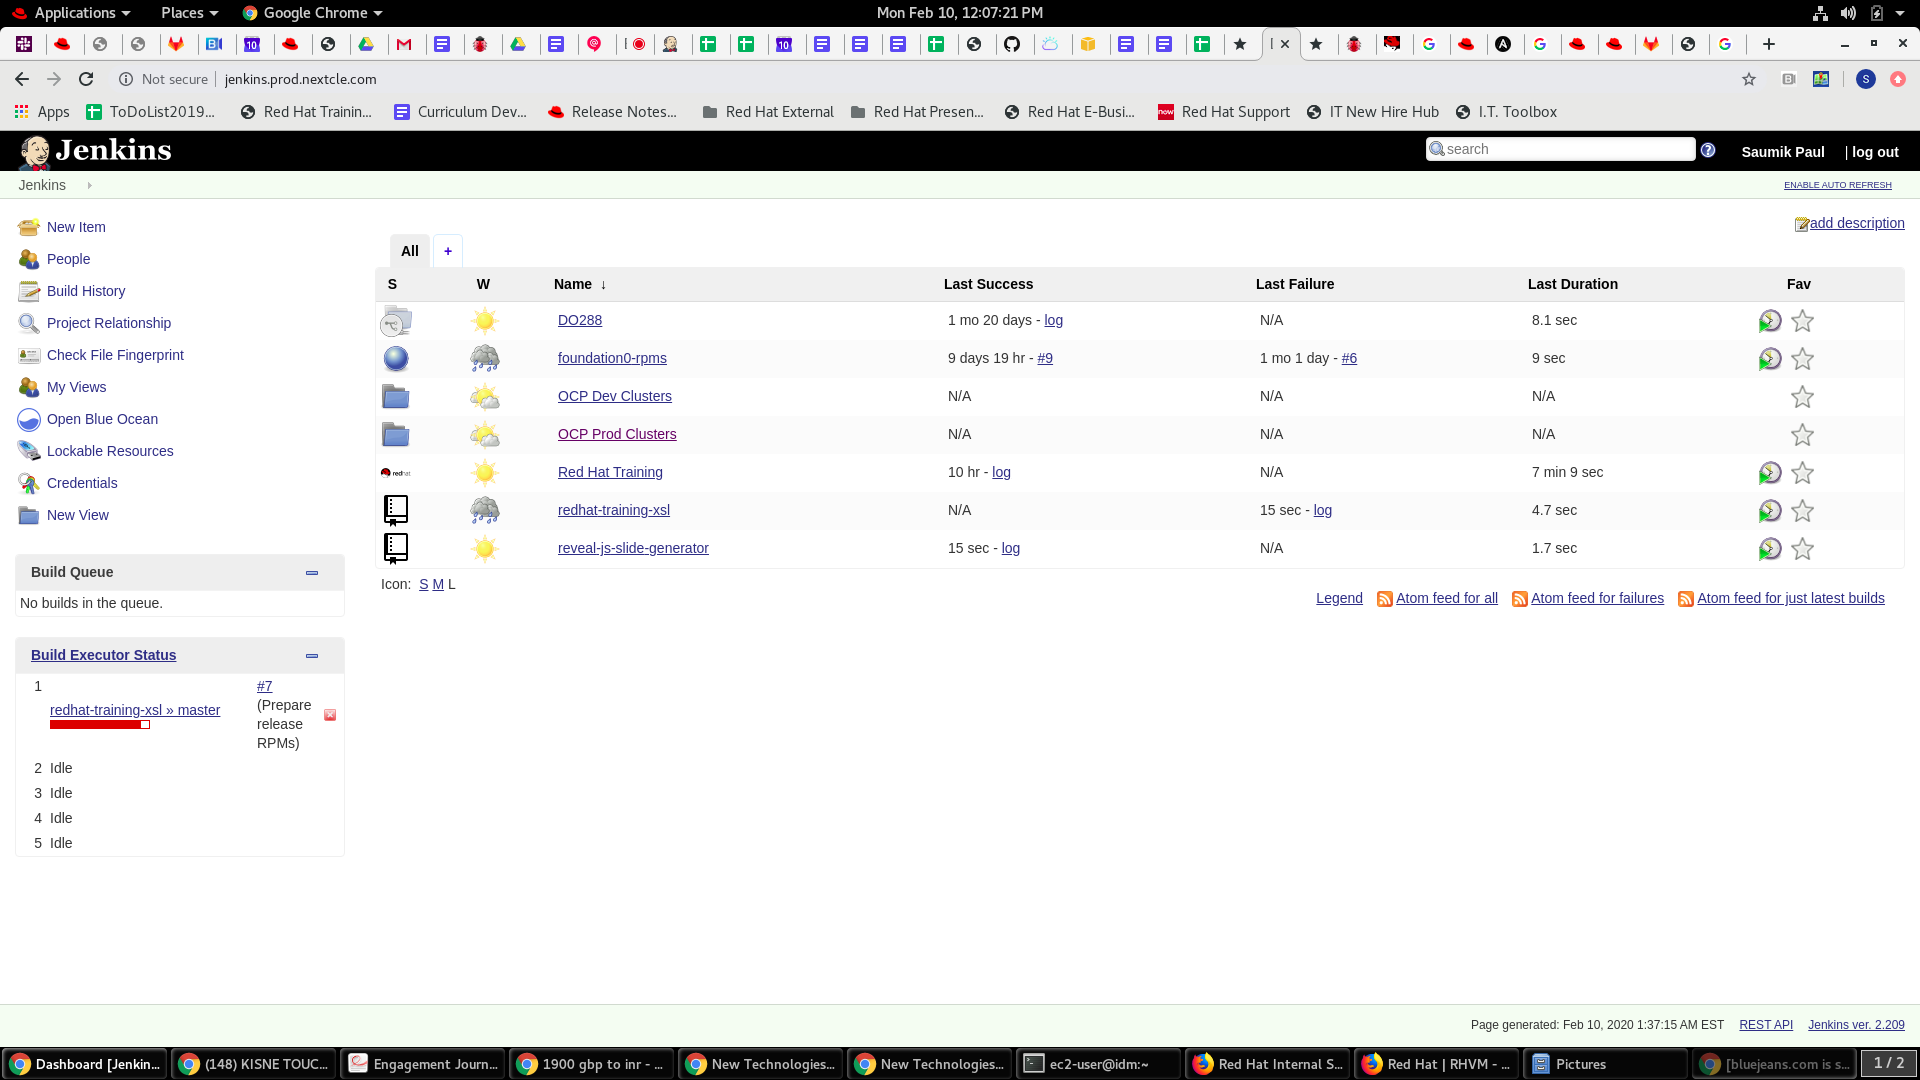 Applications Places Google Chrome Mon Feb 10, 12:07:21 PM
Not secure jenkins.prod.nextcle.com
Apps ToDoList2019... Red Hat Trainin... Curriculum Dev... Release Notes... Red Hat External Red Hat Presen... Red Hat E-Busi... Red Hat Support IT New Hire Hub I.T. Toolbox
Jenkins search Saumik Paul | log out
Jenkins ENABLE AUTO REFRESH
add description
New Item
People
Build History
Project Relationship
Check File Fingerprint
My Views
Open Blue Ocean
Lockable Resources
Credentials
New View
Build Queue
No builds in the queue.
Build Executor Status
1 redhat-training-xsl » master #7 (Prepare release RPMs)
2 Idle
3 Idle
4 Idle
5 Idle
All +
S W Name ↓ Last Success Last Failure Last Duration Fav
DO288 1 mo 20 days - log N/A 8.1 sec
foundation0-rpms 9 days 19 hr - #9 1 mo 1 day - #6 9 sec
OCP Dev Clusters N/A N/A N/A
OCP Prod Clusters N/A N/A N/A
redhat Red Hat Training 10 hr - log N/A 7 min 9 sec
redhat-training-xsl N/A 15 sec - log 4.7 sec
reveal-js-slide-generator 15 sec - log N/A 1.7 sec
Icon: S M L
Legend Atom feed for all Atom feed for failures Atom feed for just latest builds
Page generated: Feb 10, 2020 1:37:15 AM EST REST API Jenkins ver. 2.209
Dashboard [Jenkin... (148) KISNE TOUC... Engagement Journ... 1900 gbp to inr - ... New Technologies... New Technologies... ec2-user@idm:~ Red Hat Internal S... Red Hat | RHVM - ... Pictures [bluejeans.com is s... 1 / 2